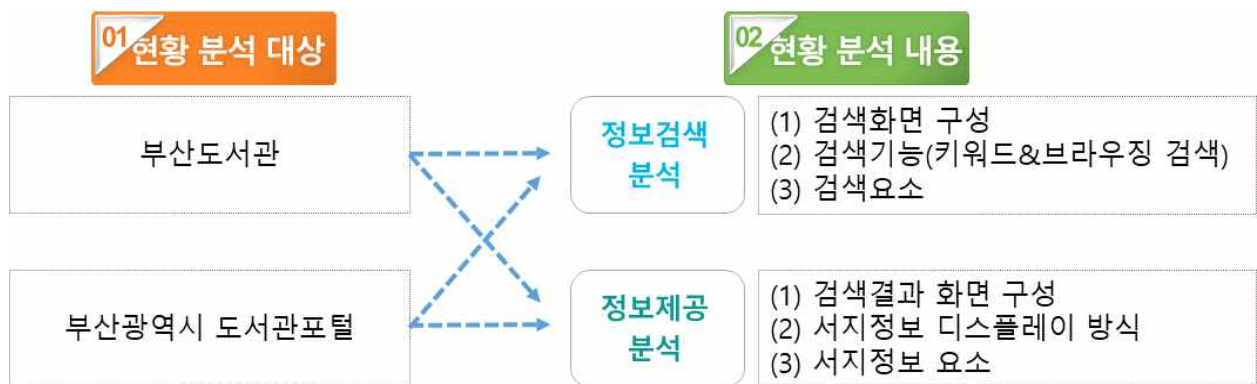 01 현황 분석 대상
02 현황 분석 내용
부산도서관
정보검색
분석
(1) 검색화면 구성
(2) 검색기능(키워드&브라우징 검색)
(3) 검색요소
부산광역시 도서관포털
정보제공
분석
(1) 검색결과 화면 구성
(2) 서지정보 디스플레이 방식
(3) 서지정보 요소